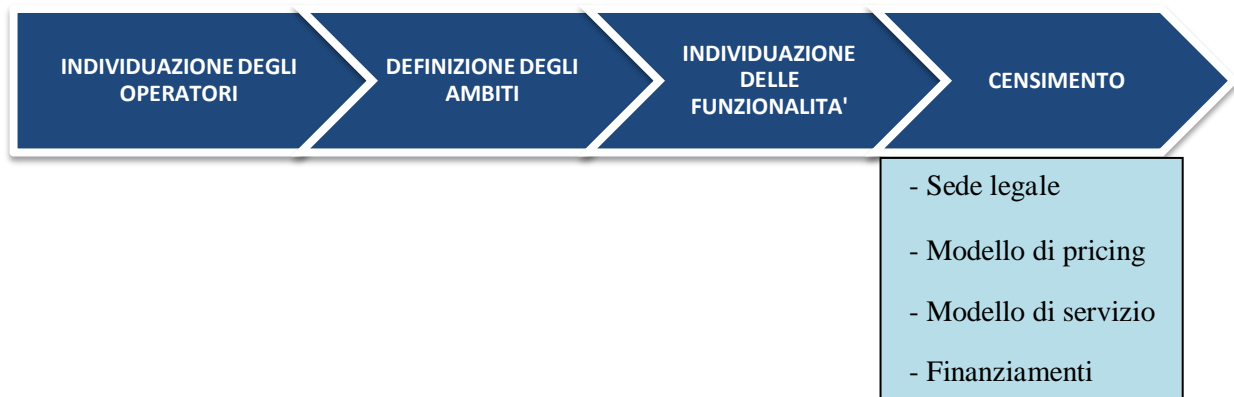 INDIVIDUAZIONE DEGLI
OPERATORI
DEFINIZIONE DEGLI
AMBITI
INDIVIDUAZIONE
DELLE
FUNZIONALITA'
CENSIMENTO
- Sede legale
- Modello di pricing
- Modello di servizio
- Finanziamenti